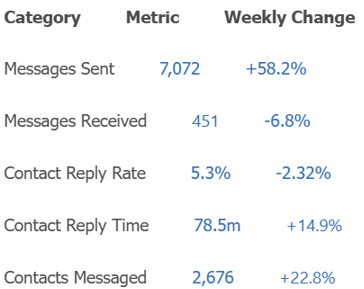 Category Metric Weekly Change
Messages Sent 7,072 +58.2%
Messages Received 451 -6.8%
Contact Reply Rate 5.3% -2.32%
Contact Reply Time 78.5m +14.9%
Contacts Messaged 2,676 +22.8%